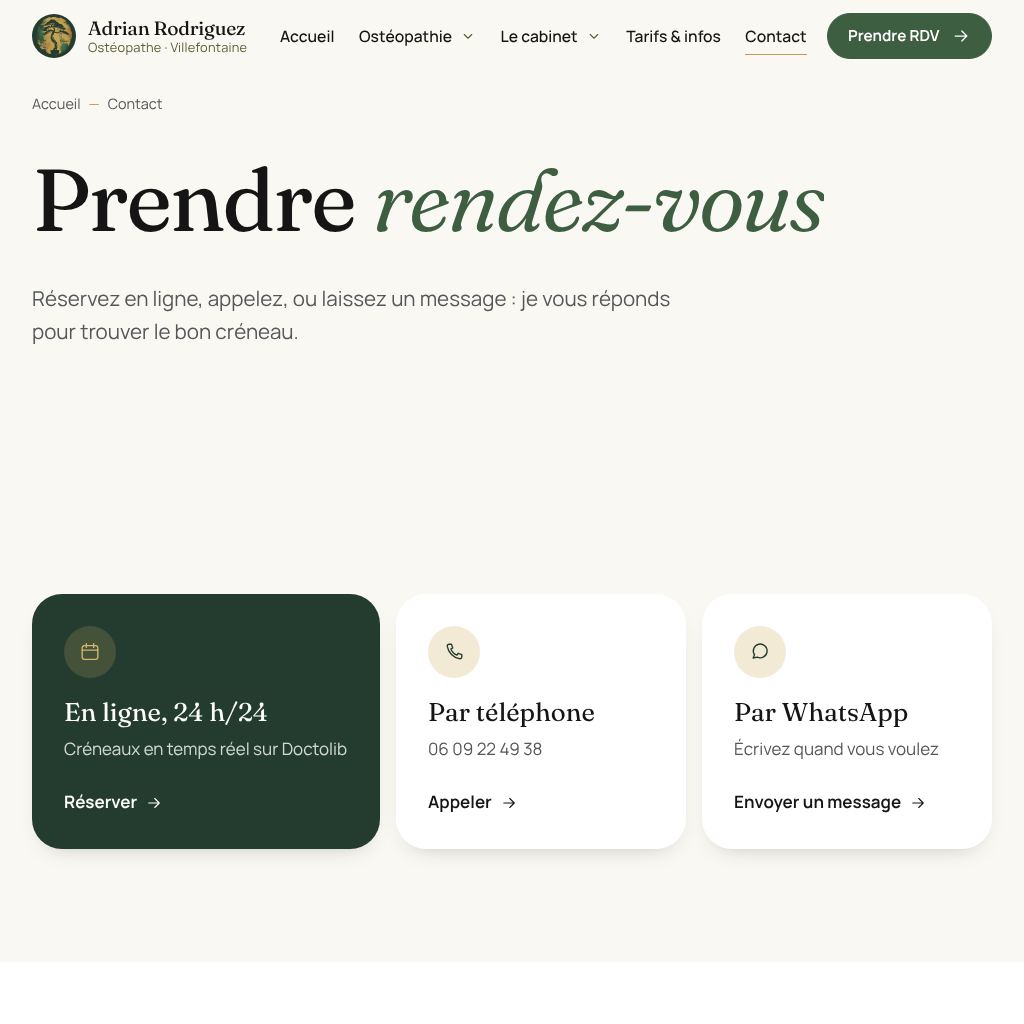 Adrian Rodriguez
Ostéopathe · Villefontaine
Accueil
Ostéopathie
Le cabinet
Tarifs & infos
Contact
Prendre RDV →
Accueil — Contact
Prendre rendez-vous
Réservez en ligne, appelez, ou laissez un message : je vous réponds
pour trouver le bon créneau.
En ligne, 24 h/24
Créneaux en temps réel sur Doctolib
Réserver →
Par téléphone
06 09 22 49 38
Appeler →
Par WhatsApp
Écrivez quand vous voulez
Envoyer un message →